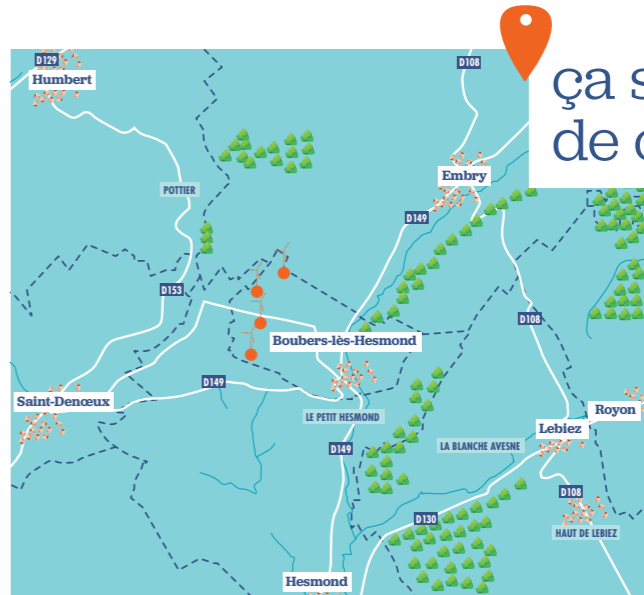 ça s
de
D129
D108
Humbert
Embry
POTTIER
D149
D153
D108
Boubers-lès-Hesmond
D149
Saint-Denœux
LE PETIT HESMOND
Royon
Lebiez
D149
LA BLANCHE AVESNE
D108
D130
HAUT DE LEBIEZ
Hesmond